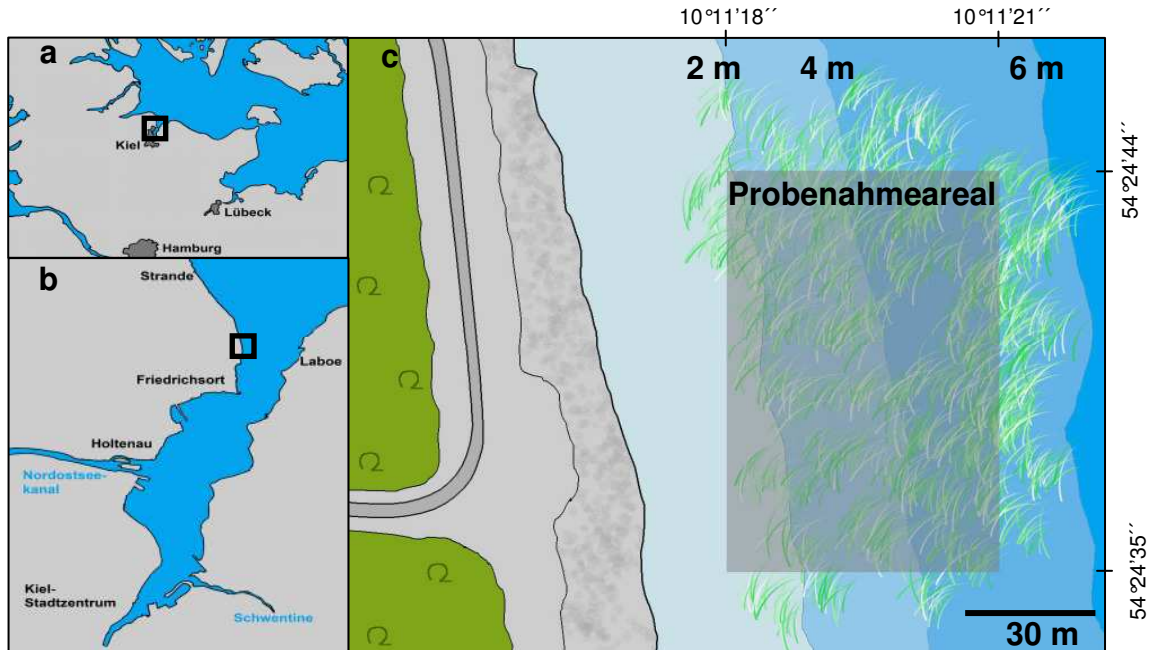 a
Kiel
Lübeck
Hamburg
b
Strande
Laboe
Friedrichsort
Holtenau
Nordostsee-
kanal
Kiel-
Stadtzentrum
Schwentine
c
10°11'18´´
10°11'21´´
2 m
4 m
6 m
54°24'44´´
Probenahmeareal
54°24'35´´
30 m